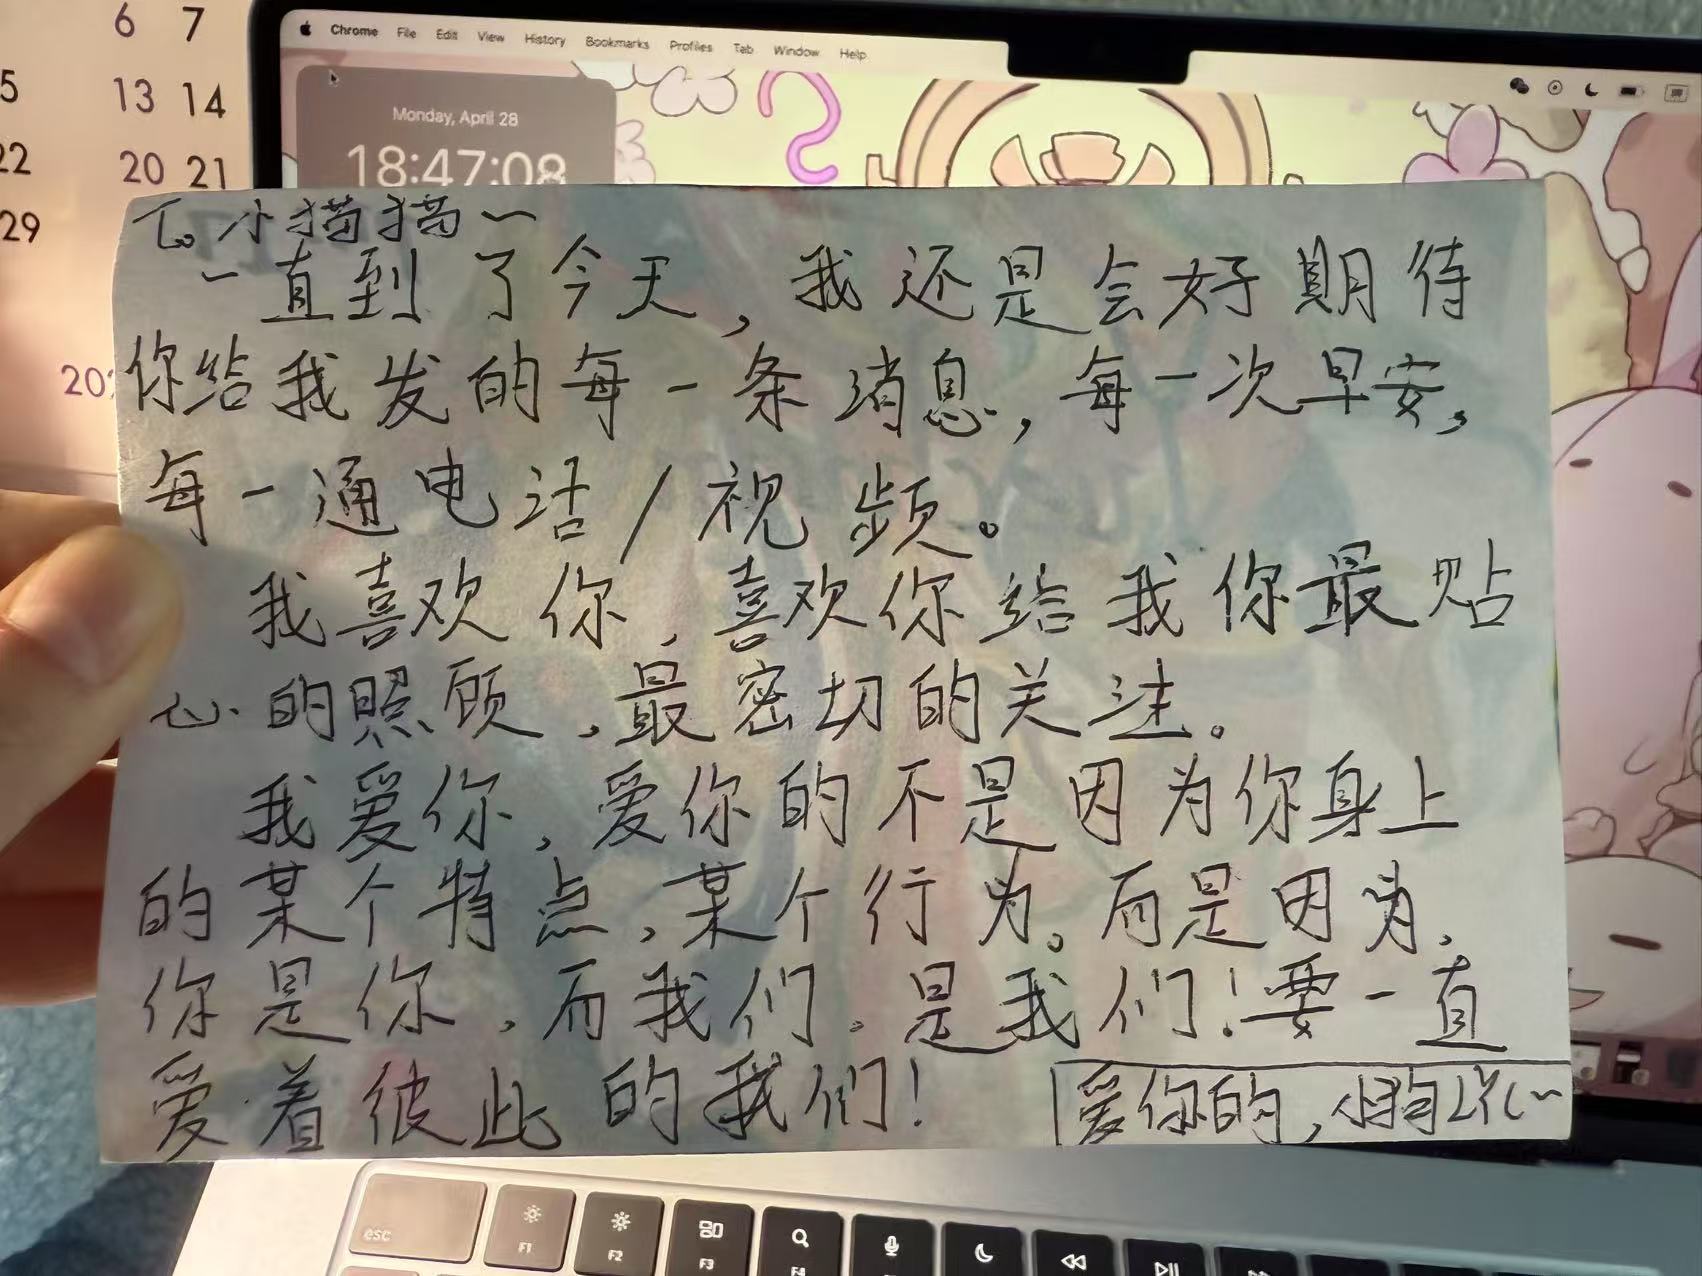 6 7
5 13 14
22 20 21
29
20
Chrome File Edit View History Bookmarks Profiles Tab Window Help
Monday, April 28
18:47:08
To 小猫猫~
一直到了今天,我还是会好期待
你给我发的每一条消息,每一次早安,
每一通电话/视频。
我喜欢你,喜欢你给我你最贴
心的照顾,最密切的关注。
我爱你,爱你的不是因为你身上
的某个特点,某个行为。而是因为,
你是你,而我们,是我们!要一直
爱着彼此的我们!
爱你的,小狗
esc F1 F2 F3 F4